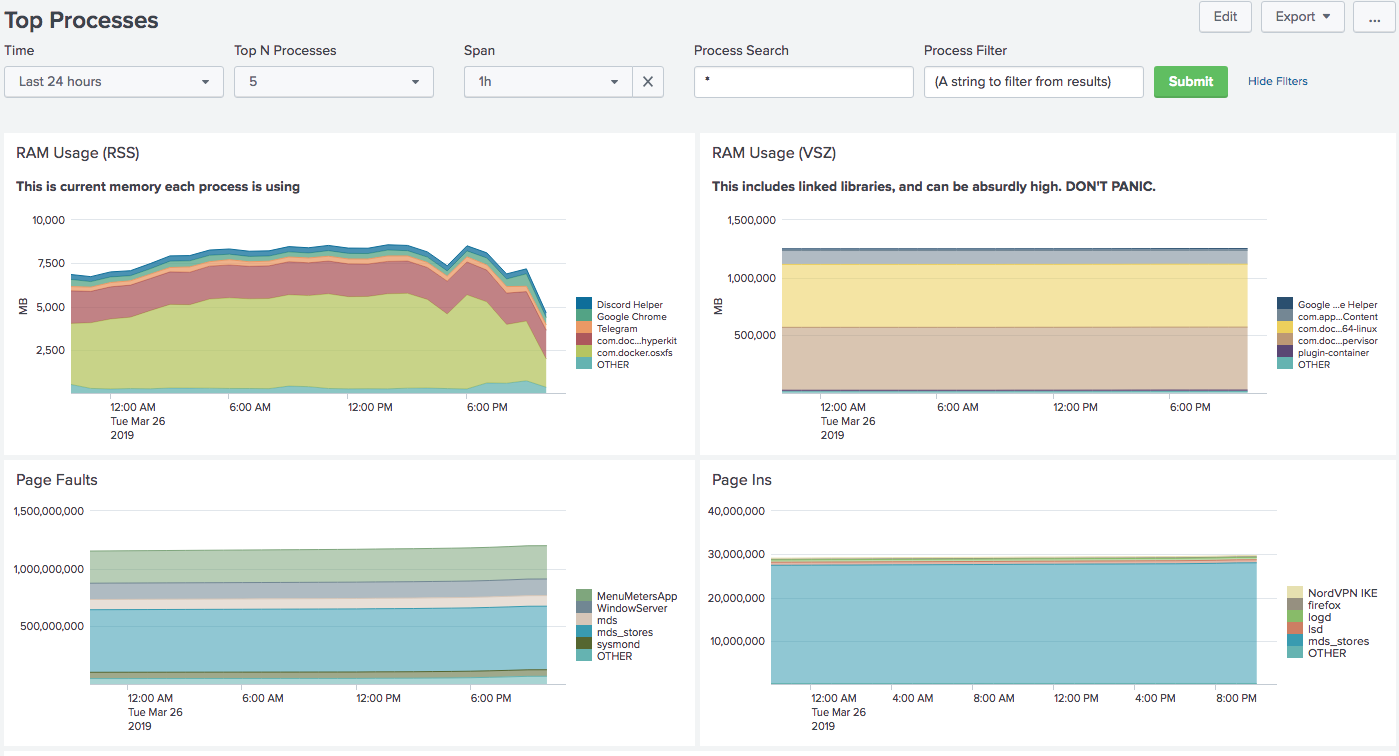 Top Processes
Edit
Export
...
Time
Top N Processes
Span
Process Search
Process Filter
Last 24 hours
5
1h
*
(A string to filter from results)
Submit
Hide Filters
RAM Usage (RSS)
This is current memory each process is using
10,000
7,500
5,000
2,500
MB
12:00 AM
Tue Mar 26
2019
6:00 AM
12:00 PM
6:00 PM
Discord Helper
Google Chrome
Telegram
com.doc...hyperkit
com.docker.osxfs
OTHER
RAM Usage (VSZ)
This includes linked libraries, and can be absurdly high. DON'T PANIC.
1,500,000
1,000,000
500,000
MB
12:00 AM
Tue Mar 26
2019
6:00 AM
12:00 PM
6:00 PM
Google ...e Helper
com.app...Content
com.doc...64-linux
com.doc...pervisor
plugin-container
OTHER
Page Faults
1,500,000,000
1,000,000,000
500,000,000
12:00 AM
Tue Mar 26
2019
6:00 AM
12:00 PM
6:00 PM
MenuMetersApp
WindowServer
mds
mds_stores
sysmond
OTHER
Page Ins
40,000,000
30,000,000
20,000,000
10,000,000
12:00 AM
Tue Mar 26
2019
4:00 AM
8:00 AM
12:00 PM
4:00 PM
8:00 PM
NordVPN IKE
firefox
logd
lsd
mds_stores
OTHER